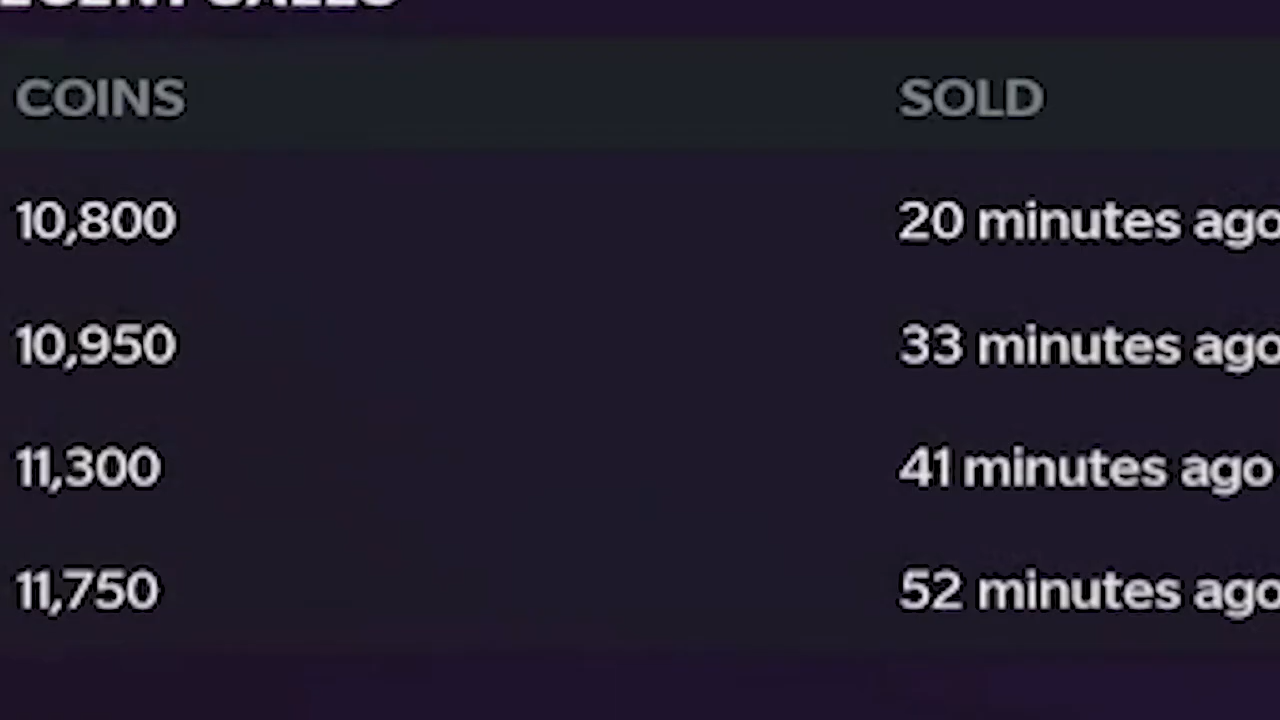 COINS SOLD
10,800 20 minutes ago
10,950 33 minutes ago
11,300 41 minutes ago
11,750 52 minutes ago